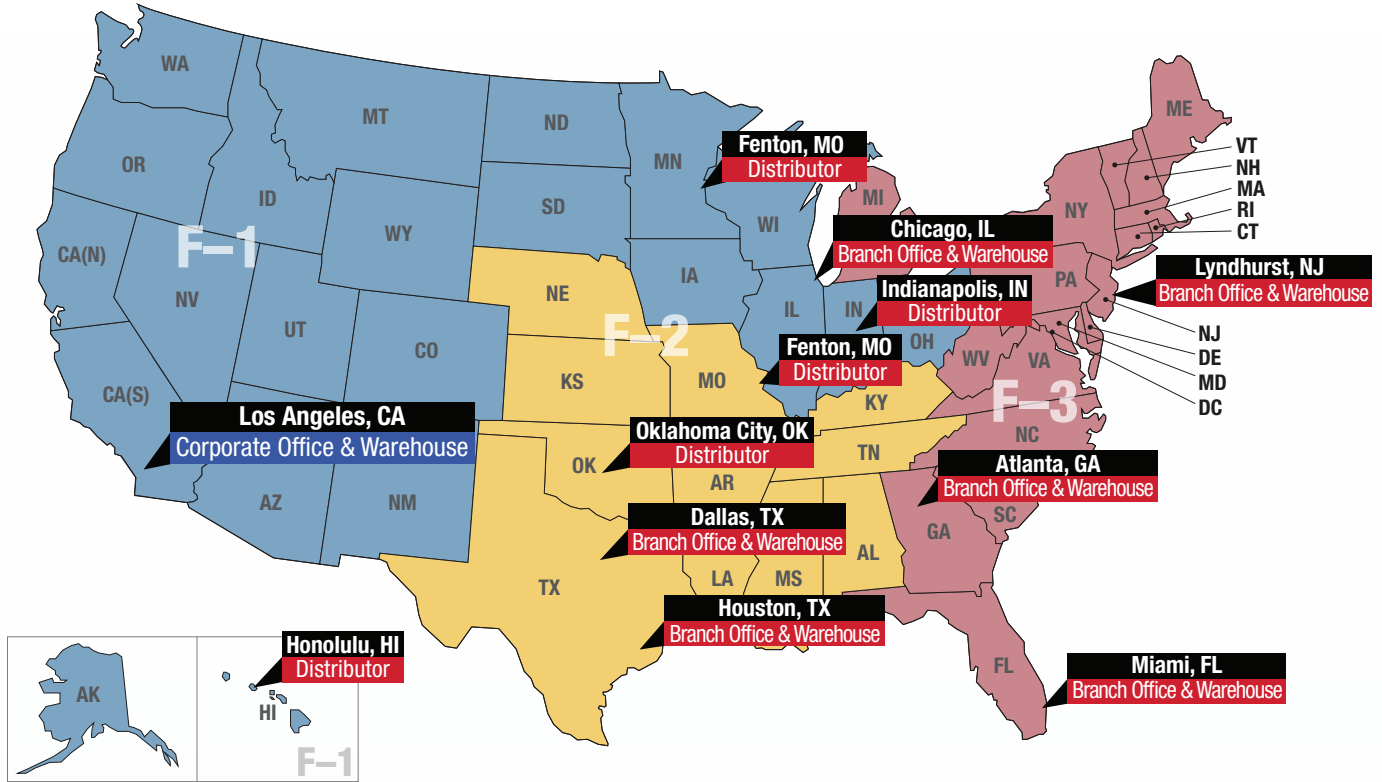 WA
MT
ND
MN
OR
ID
SD
WY
WI
MI
ME
VT
NH
MA
RI
CT
NY
Fenton, MO
Distributor
CA(N)
F–1
NV
UT
CO
NE
IA
IL
IN
OH
PA
Chicago, IL
Branch Office & Warehouse
Lyndhurst, NJ
Branch Office & Warehouse
Indianapolis, IN
Distributor
NJ
DE
MD
DC
F–2
Fenton, MO
Distributor
WV
VA
CA(S)
KS
MO
KY
F–3
NC
Los Angeles, CA
Corporate Office & Warehouse
Oklahoma City, OK
Distributor
TN
OK
AR
Atlanta, GA
Branch Office & Warehouse
AZ
NM
SC
GA
Dallas, TX
Branch Office & Warehouse
AL
TX
LA
MS
Houston, TX
Branch Office & Warehouse
FL
Miami, FL
Branch Office & Warehouse
Honolulu, HI
Distributor
AK
HI
F–1